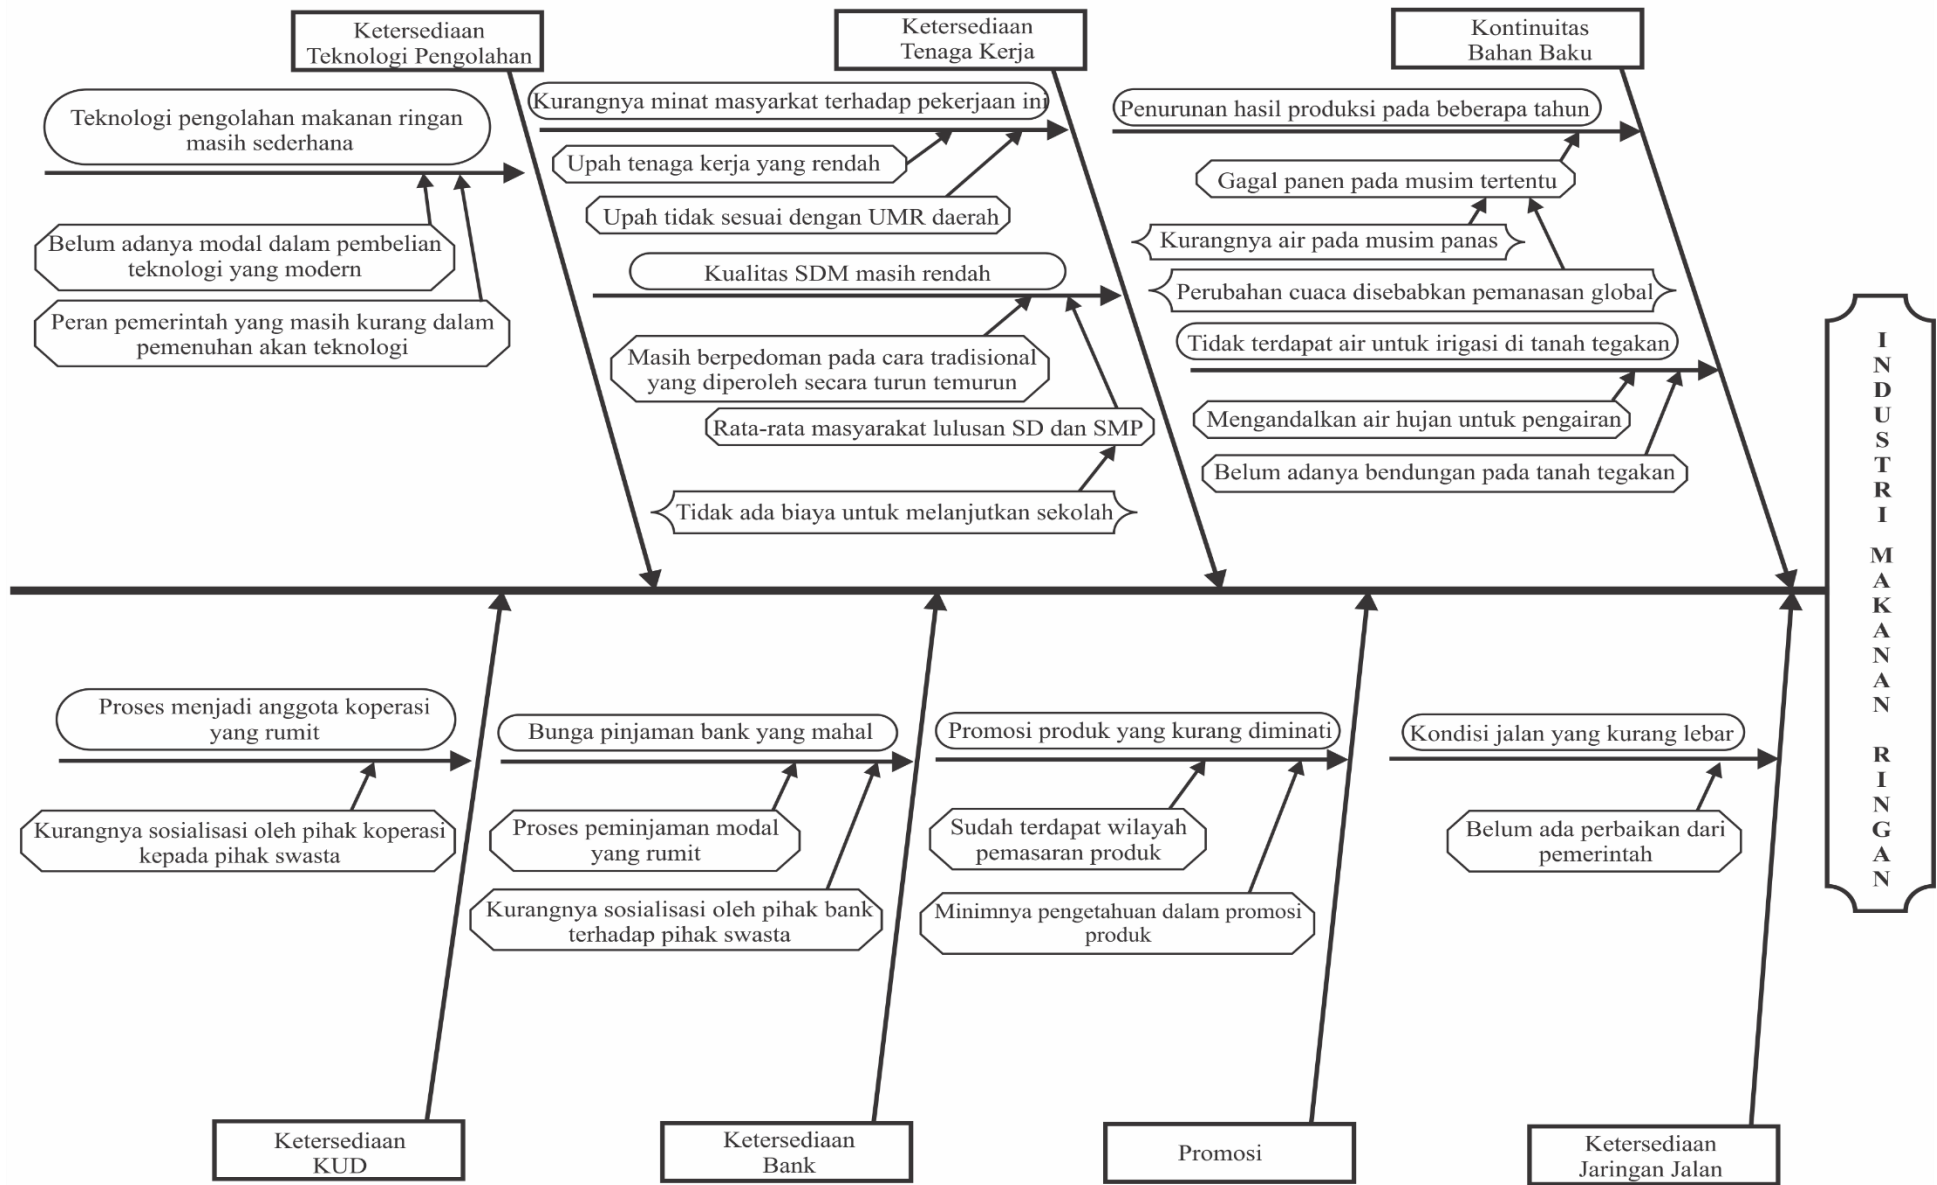 Ketersediaan
Teknologi Pengolahan
Ketersediaan
Tenaga Kerja
Kontinuitas
Bahan Baku
Teknologi pengolahan makanan ringan
masih sederhana
Belum adanya modal dalam pembelian
teknologi yang modern
Peran pemerintah yang masih kurang dalam
pemenuhan akan teknologi
Kurangnya minat masyarkat terhadap pekerjaan ini
Upah tenaga kerja yang rendah
Upah tidak sesuai dengan UMR daerah
Kualitas SDM masih rendah
Masih berpedoman pada cara tradisional
yang diperoleh secara turun temurun
Rata-rata masyarakat lulusan SD dan SMP
Tidak ada biaya untuk melanjutkan sekolah
Penurunan hasil produksi pada beberapa tahun
Gagal panen pada musim tertentu
Kurangnya air pada musim panas
Perubahan cuaca disebabkan pemanasan global
Tidak terdapat air untuk irigasi di tanah tegakan
Mengandalkan air hujan untuk pengairan
Belum adanya bendungan pada tanah tegakan
INDUSTRI MAKANAN RINGAN
Proses menjadi anggota koperasi
yang rumit
Kurangnya sosialisasi oleh pihak koperasi
kepada pihak swasta
Bunga pinjaman bank yang mahal
Proses peminjaman modal
yang rumit
Kurangnya sosialisasi oleh pihak bank
terhadap pihak swasta
Promosi produk yang kurang diminati
Sudah terdapat wilayah
pemasaran produk
Minimnya pengetahuan dalam promosi
produk
Kondisi jalan yang kurang lebar
Belum ada perbaikan dari
pemerintah
Ketersediaan
KUD
Ketersediaan
Bank
Promosi
Ketersediaan
Jaringan Jalan